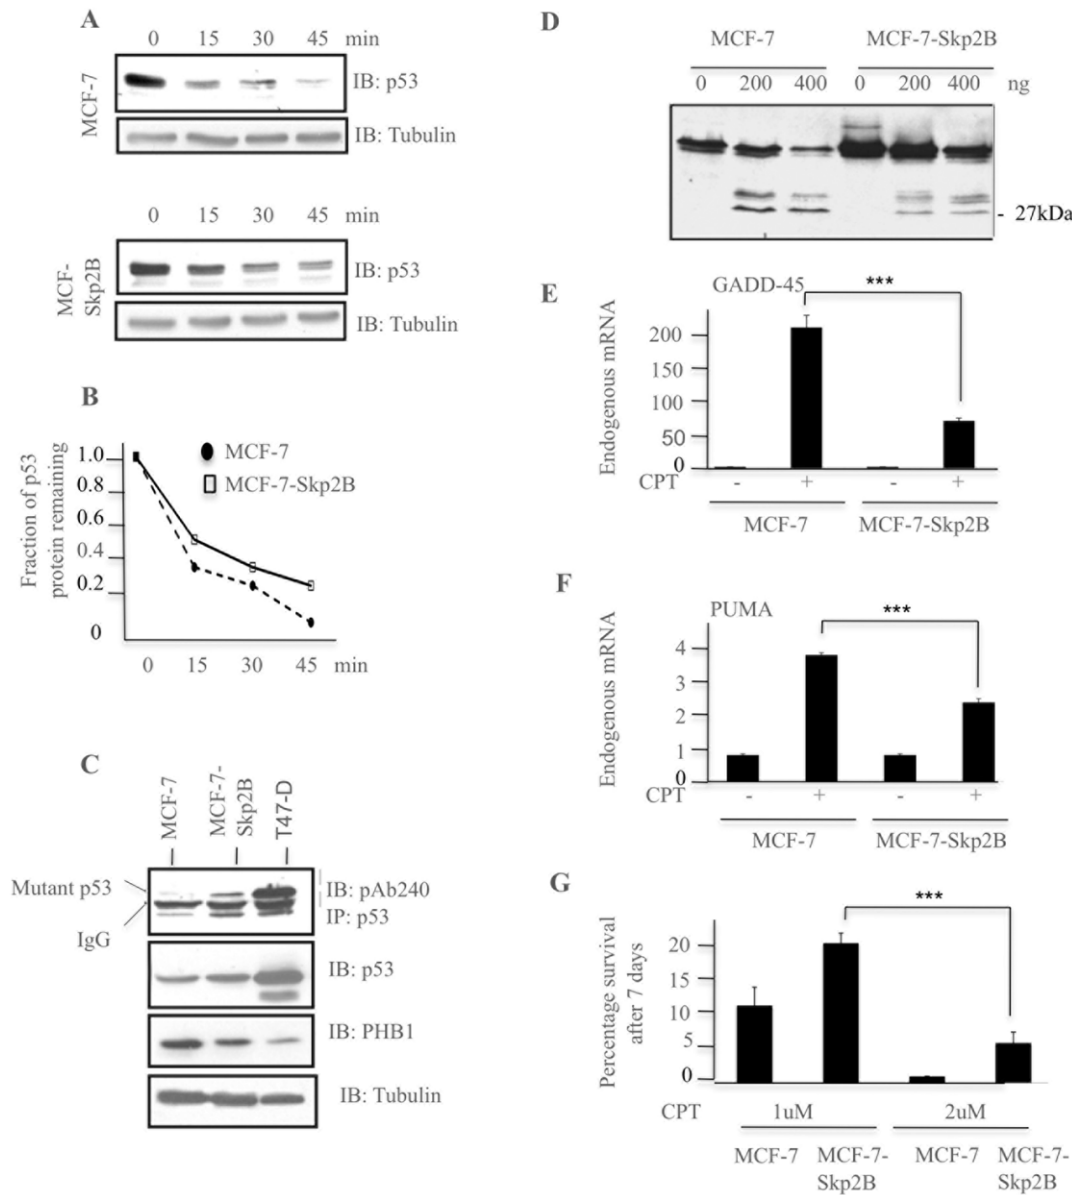 A
0 15 30 45 min
MCF-7
IB: p53
IB: Tubulin
0 15 30 45 min
MCF-
Skp2B
IB: p53
IB: Tubulin
B
Fraction of p53
protein remaining
1.0
0.8
0.6
0.4
0.2
0
MCF-7
MCF-7-Skp2B
0 15 30 45 min
C
MCF-7
MCF-7-
Skp2B
T47-D
Mutant p53
IgG
IB: pAb240
IP: p53
IB: p53
IB: PHB1
IB: Tubulin
D
MCF-7 MCF-7-Skp2B
0 200 400 0 200 400 ng
- 27kDa
E
GADD-45
***
Endogenous mRNA
200
150
100
50
0
CPT - + - +
MCF-7 MCF-7-Skp2B
F
PUMA
***
Endogenous mRNA
4
3
2
1
0
CPT - + - +
MCF-7 MCF-7-Skp2B
G
***
Percentage survival
after 7 days
20
15
10
5
0
CPT 1uM 2uM
MCF-7 MCF-7- MCF-7 MCF-7-
Skp2B Skp2B